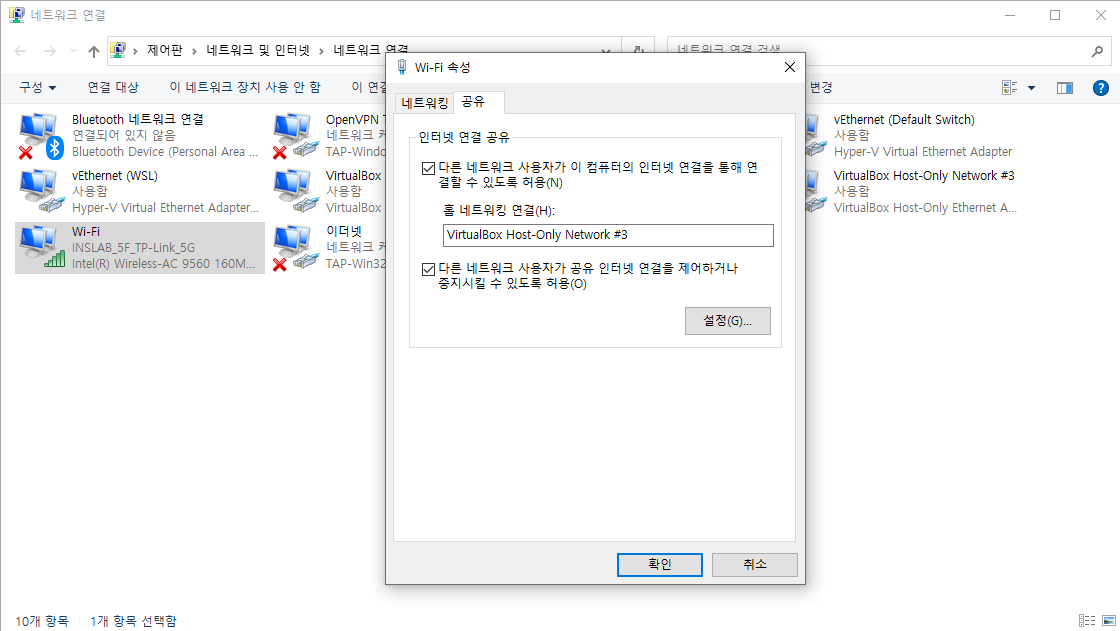 네트워크 연결
제어판 > 네트워크 및 인터넷 > 네트워크 연결
네트워크 연결 검색
구성
연결 대상
이 네트워크 장치 사용 안 함
이 연결
변경
Bluetooth 네트워크 연결
연결되어 있지 않음
Bluetooth Device (Personal Area ...
vEthernet (WSL)
사용함
Hyper-V Virtual Ethernet Adapter...
Wi-Fi
INSLAB_5F_TP-Link_5G
Intel(R) Wireless-AC 9560 160M...
OpenVPN
네트워크
TAP-Windo
VirtualBox
사용함
VirtualBox
이더넷
네트워크
TAP-Win32
vEthernet (Default Switch)
사용함
Hyper-V Virtual Ethernet Adapter
VirtualBox Host-Only Network #3
사용함
VirtualBox Host-Only Ethernet A...
Wi-Fi 속성
네트워킹
공유
인터넷 연결 공유
다른 네트워크 사용자가 이 컴퓨터의 인터넷 연결을 통해 연
결할 수 있도록 허용(N)
홈 네트워킹 연결(H):
VirtualBox Host-Only Network #3
다른 네트워크 사용자가 공유 인터넷 연결을 제어하거나
중지시킬 수 있도록 허용(O)
설정(G)...
확인
취소
10개 항목
1개 항목 선택함